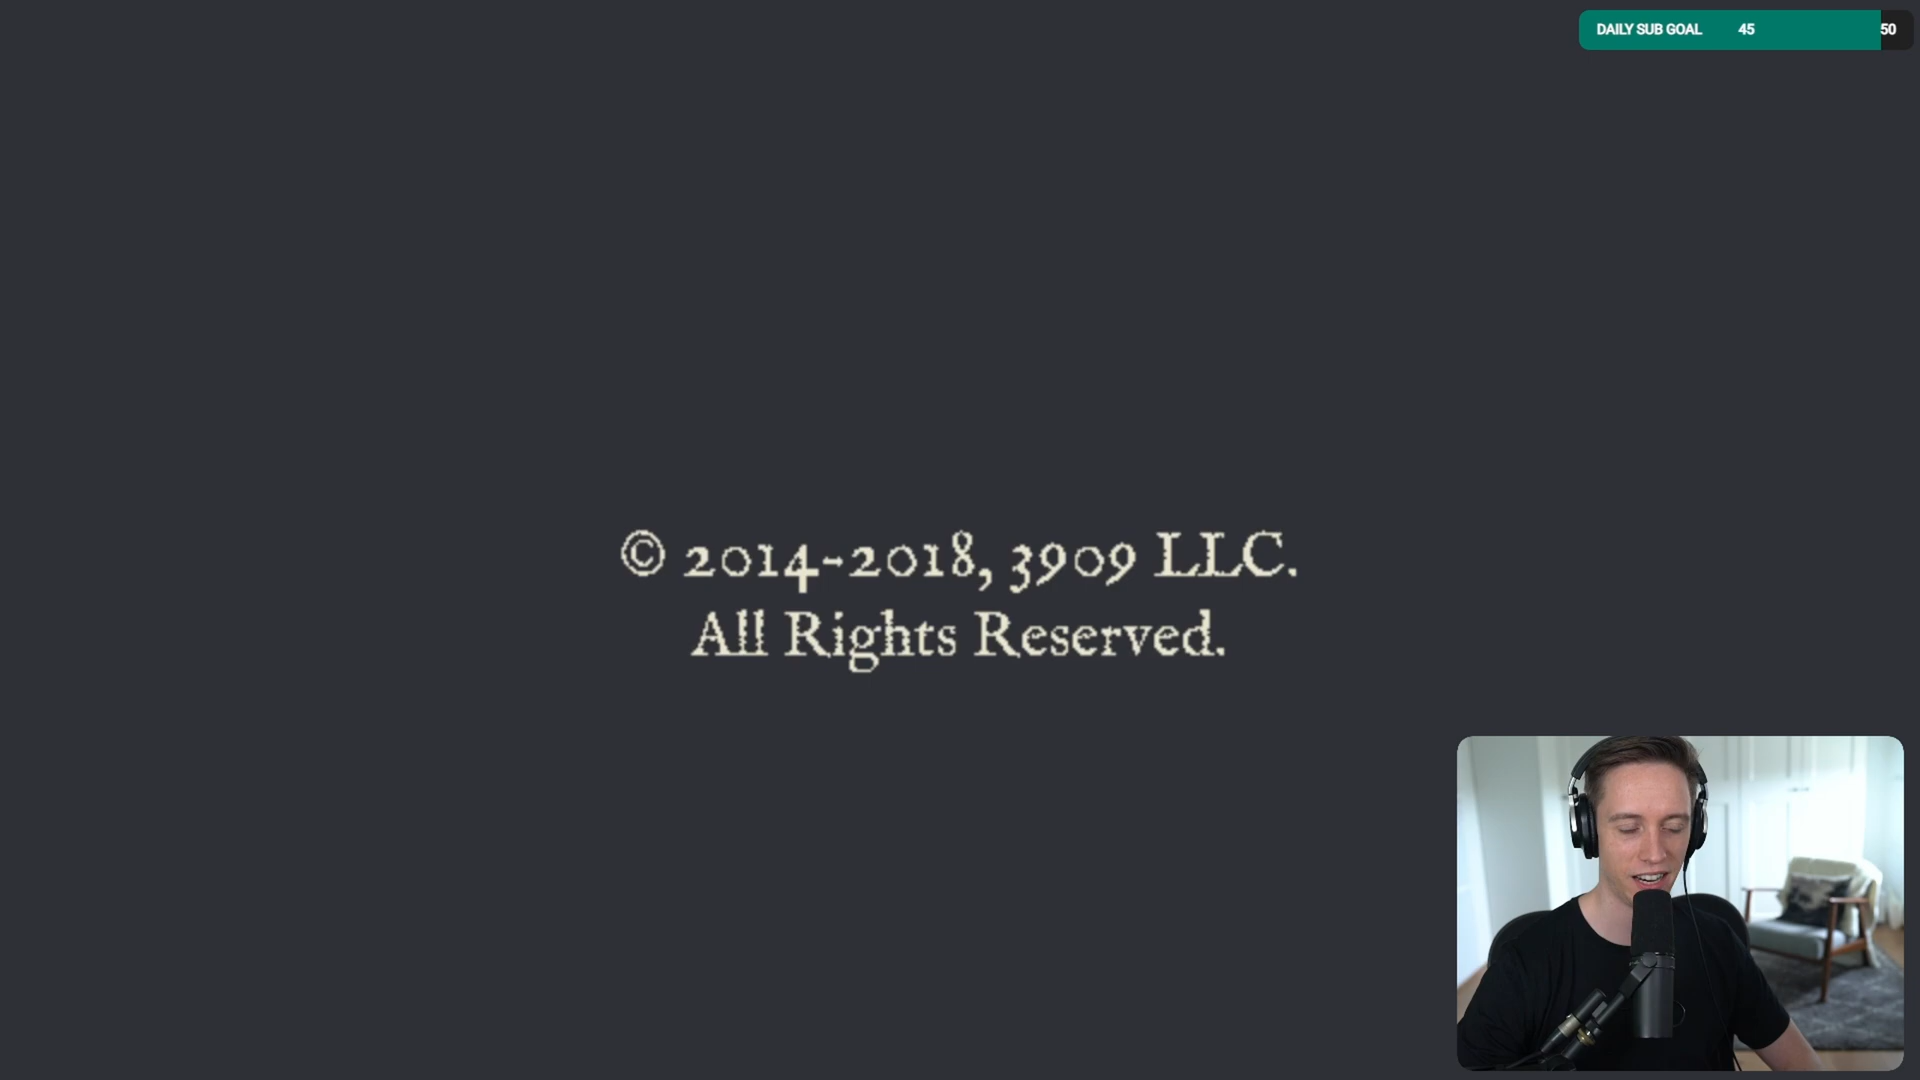 DAILY SUB GOAL 45 50
© 2014-2018, 3909 LLC.
All Rights Reserved.